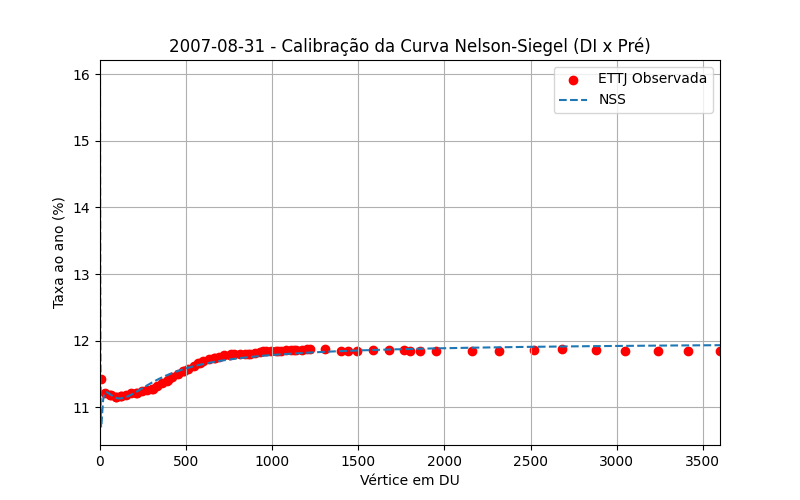 2007-08-31 - Calibração da Curva Nelson-Siegel (DI x Pré)
ETTJ Observada
NSS
Taxa ao ano (%)
16
15
14
13
12
11
0 500 1000 1500 2000 2500 3000 3500
Vértice em DU